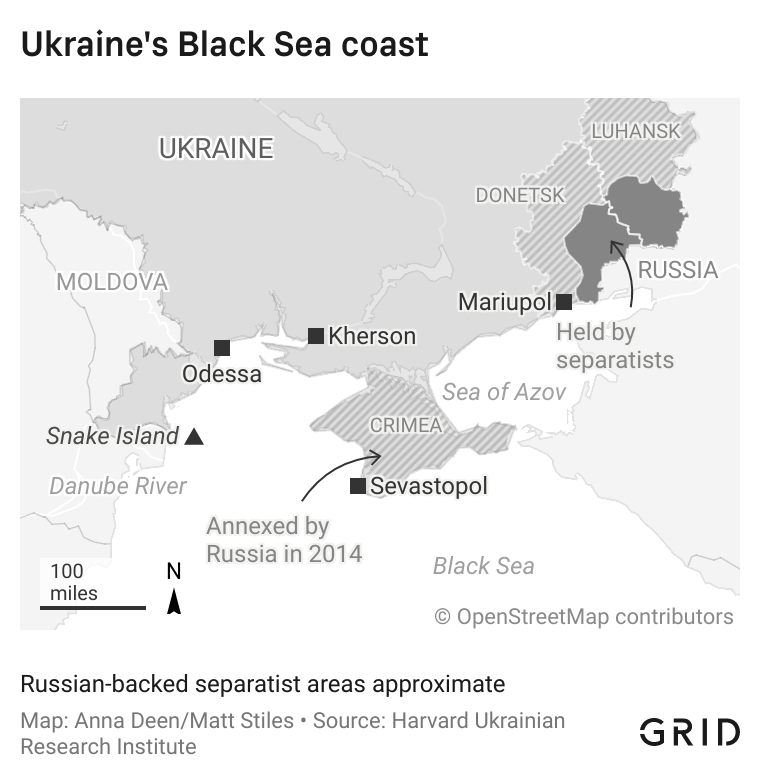 Ukraine's Black Sea coast
LUHANSK
UKRAINE
DONETSK
MOLDOVA
RUSSIA
Mariupol
Kherson
Held by
separatists
Odessa
Sea of Azov
CRIMEA
Snake Island
Danube River
Sevastopol
Annexed by
Russia in 2014
Black Sea
100
miles
N
© OpenStreetMap contributors
Russian-backed separatist areas approximate
Map: Anna Deen/Matt Stiles • Source: Harvard Ukrainian
Research Institute
GRID